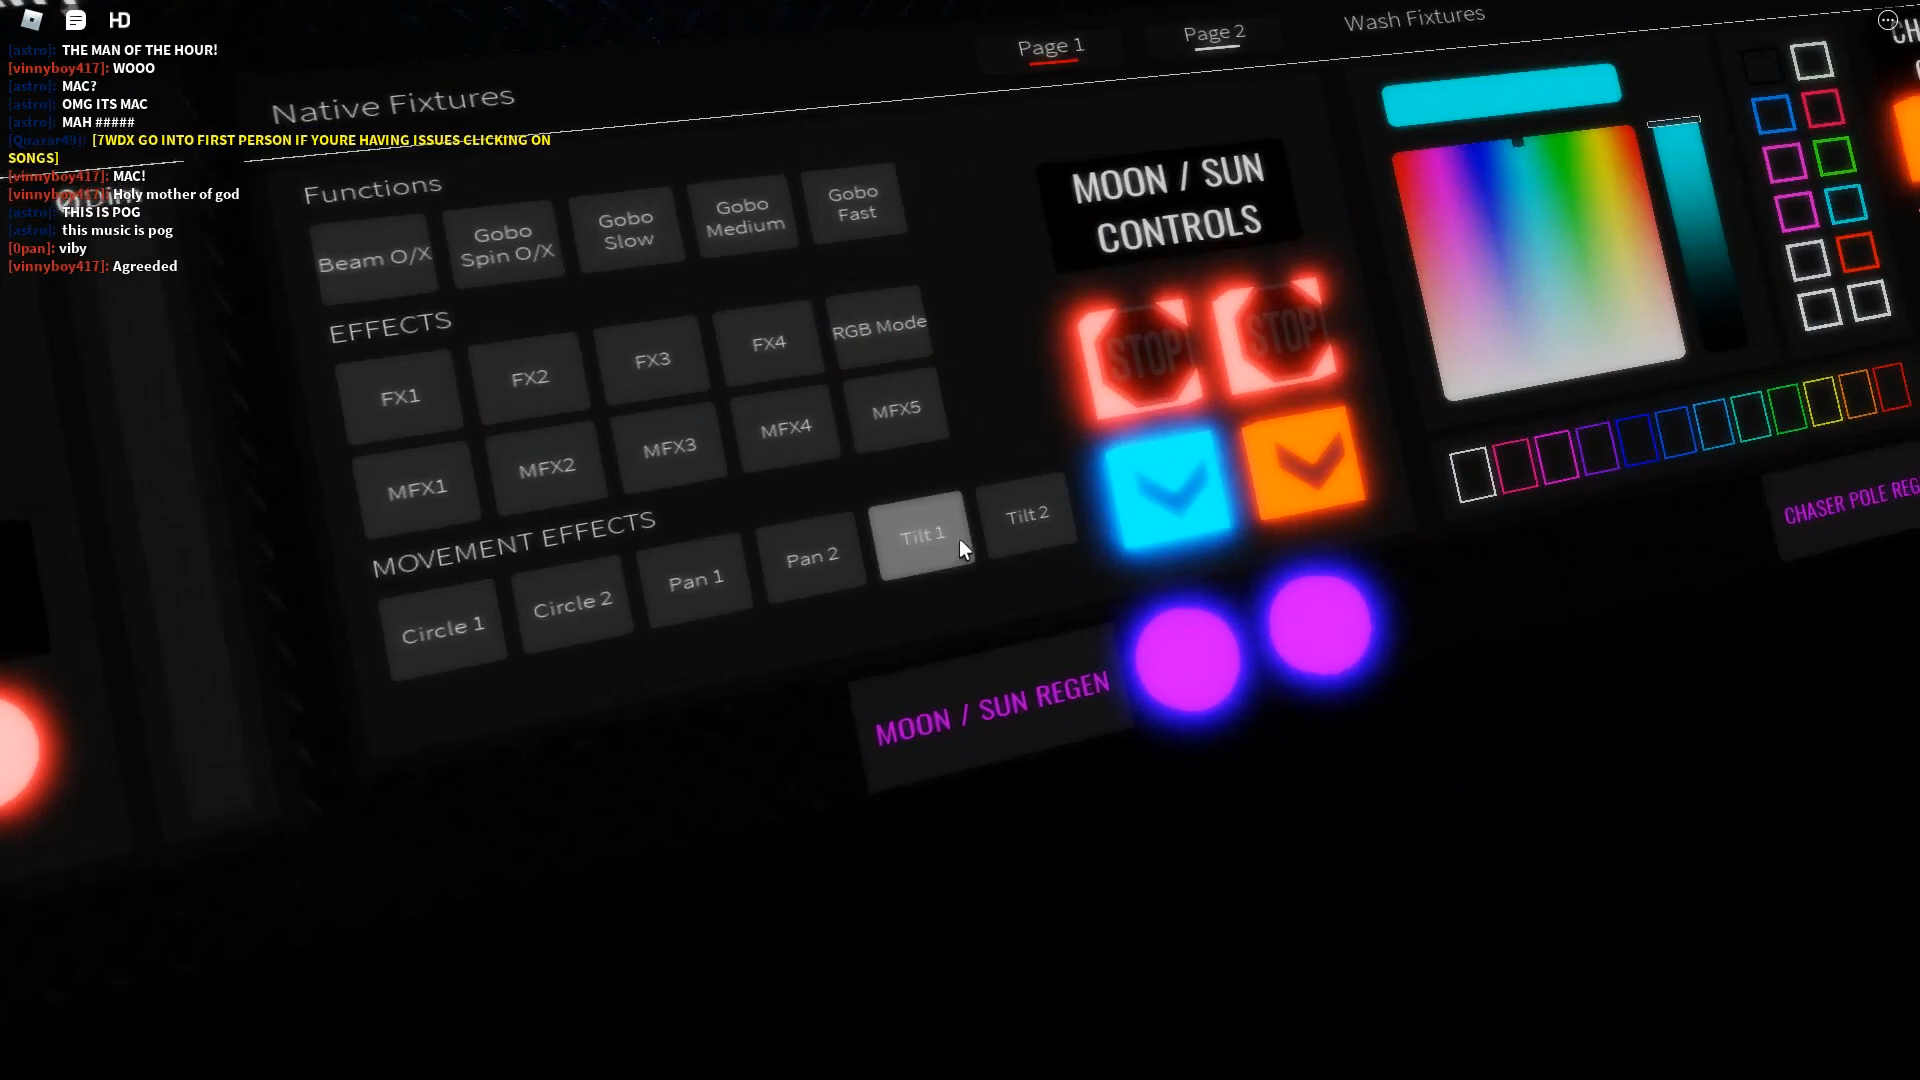 HD
[astro]: THE MAN OF THE HOUR!
[vinnyboy417]: WOOO
[astro]: MAC?
[astro]: OMG ITS MAC
[astro]: MAH #####
[Quazar49]: [7WDX GO INTO FIRST PERSON IF YOURE HAVING ISSUES CLICKING ON
SONGS]
[vinnyboy417]: MAC!
[vinnyboy417]: Holy mother of god
[astro]: THIS IS POG
[astro]: this music is pog
[0pan]: viby
[vinnyboy417]: Agreeded
Page 1
Page 2
Wash Fixtures
Native Fixtures
Functions
Beam O/X
Gobo
Spin O/X
Gobo
Slow
Gobo
Medium
Gobo
Fast
EFFECTS
FX1
FX2
FX3
FX4
RGB Mode
MFX1
MFX2
MFX3
MFX4
MFX5
MOVEMENT EFFECTS
Circle 1
Circle 2
Pan 1
Pan 2
Tilt 1
Tilt 2
MOON / SUN
CONTROLS
STOP
STOP
MOON / SUN REGEN
CHASER POLE REG